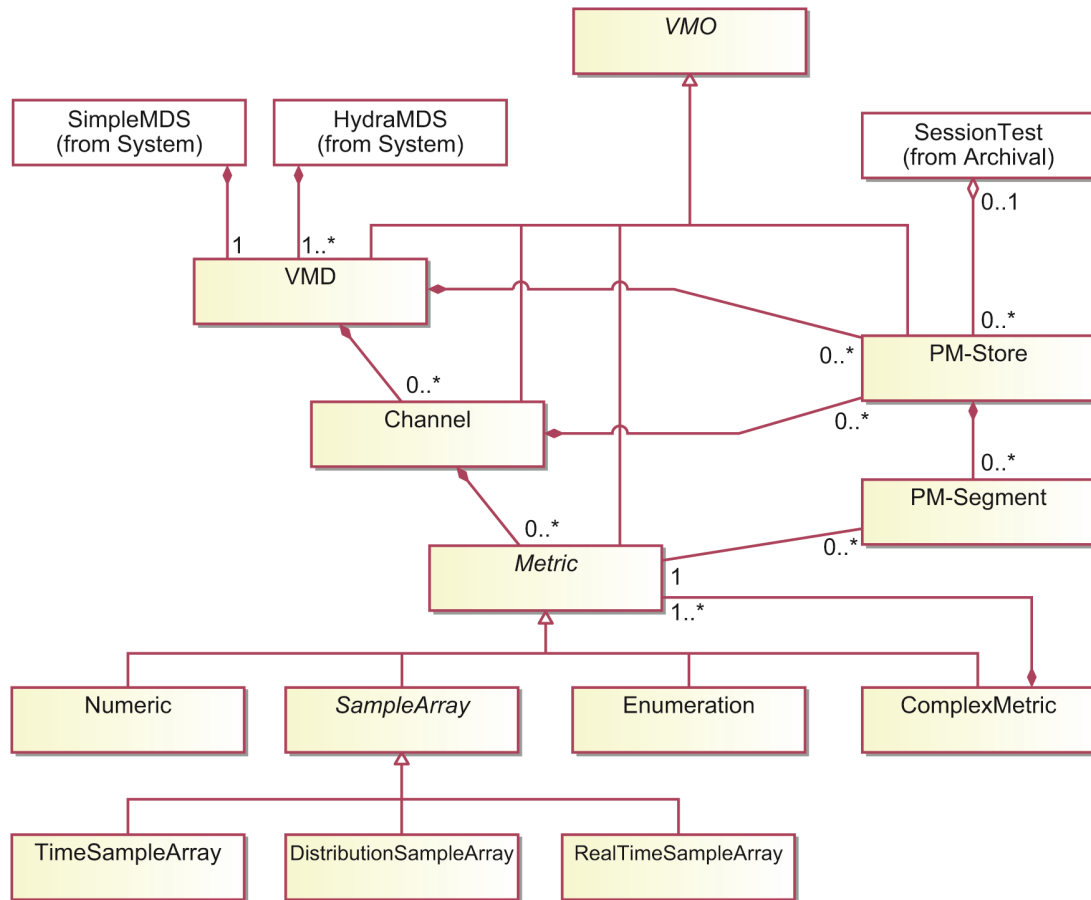 VMO
SimpleMDS
(from System)
HydraMDS
(from System)
SessionTest
(from Archival)
0..1
1
1..*
VMD
0..*
0..*
PM-Store
0..*
Channel
0..*
0..*
PM-Segment
0..*
Metric
0..*
1
1..*
Numeric
SampleArray
Enumeration
ComplexMetric
TimeSampleArray
DistributionSampleArray
RealTimeSampleArray